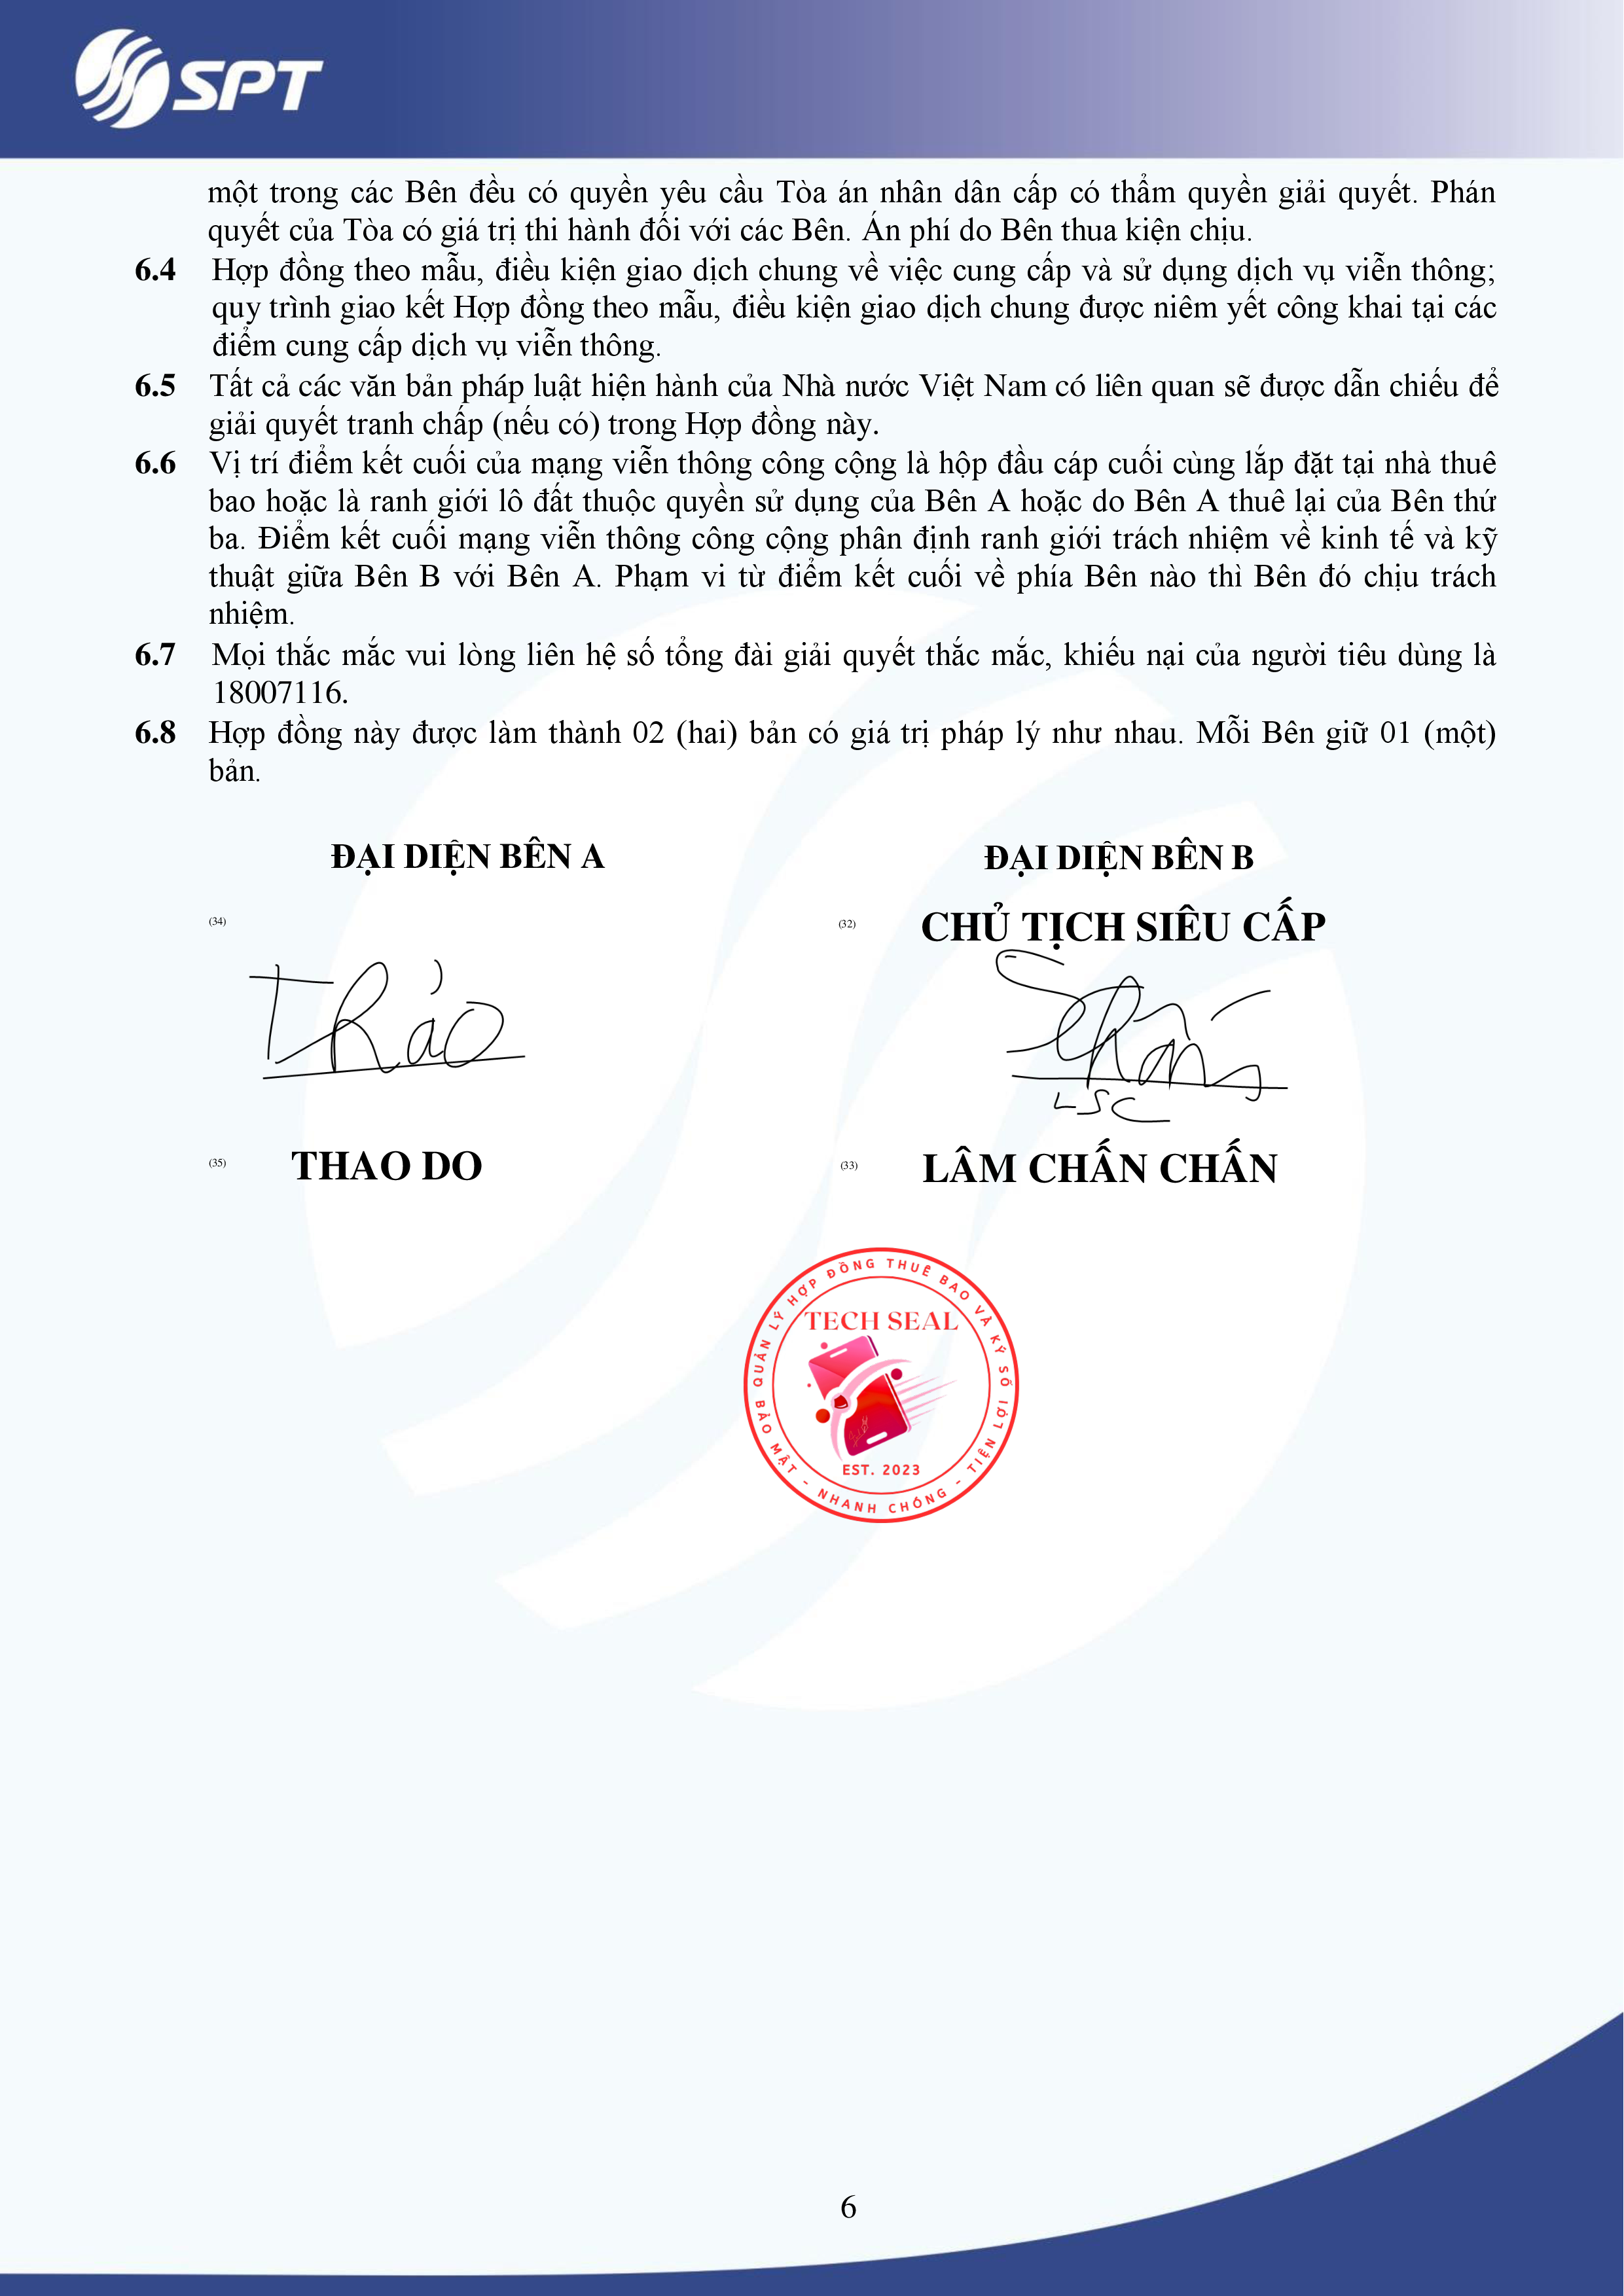 SPT
một trong các Bên đều có quyền yêu cầu Tòa án nhân dân cấp có thẩm quyền giải quyết. Phán
quyết của Tòa có giá trị thi hành đối với các Bên. Án phí do Bên thua kiện chịu.
6.4 Hợp đồng theo mẫu, điều kiện giao dịch chung về việc cung cấp và sử dụng dịch vụ viễn thông;
quy trình giao kết Hợp đồng theo mẫu, điều kiện giao dịch chung được niêm yết công khai tại các
điểm cung cấp dịch vụ viễn thông.
6.5 Tất cả các văn bản pháp luật hiện hành của Nhà nước Việt Nam có liên quan sẽ được dẫn chiếu để
giải quyết tranh chấp (nếu có) trong Hợp đồng này.
6.6 Vị trí điểm kết cuối của mạng viễn thông công cộng là hộp đầu cáp cuối cùng lắp đặt tại nhà thuê
bao hoặc là ranh giới lô đất thuộc quyền sử dụng của Bên A hoặc do Bên A thuê lại của Bên thứ
ba. Điểm kết cuối mạng viễn thông công cộng phân định ranh giới trách nhiệm về kinh tế và kỹ
thuật giữa Bên B với Bên A. Phạm vi từ điểm kết cuối về phía Bên nào thì Bên đó chịu trách
nhiệm.
6.7 Mọi thắc mắc vui lòng liên hệ số tổng đài giải quyết thắc mắc, khiếu nại của người tiêu dùng là
18007116.
6.8 Hợp đồng này được làm thành 02 (hai) bản có giá trị pháp lý như nhau. Mỗi Bên giữ 01 (một)
bản.
ĐẠI DIỆN BÊN A
ĐẠI DIỆN BÊN B
(34)
(32) CHỦ TỊCH SIÊU CẤP
Thảo
LSC
(35) THAO DO
(33) LÂM CHẤN CHẤN
QUẢN LÝ HỢP ĐỒNG THUÊ BAO VÀ KÝ SỐ
TECH SEAL
EST. 2023
BẢO MẬT - NHANH CHÓNG - TIỆN LỢI
6